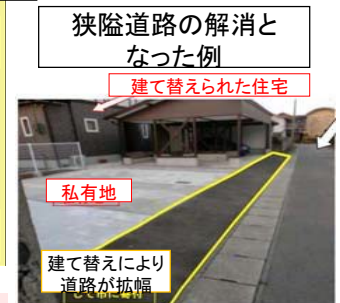 狭隘道路の解消と
なった例
建て替えられた住宅
私有地
建て替えにより
道路が拡幅